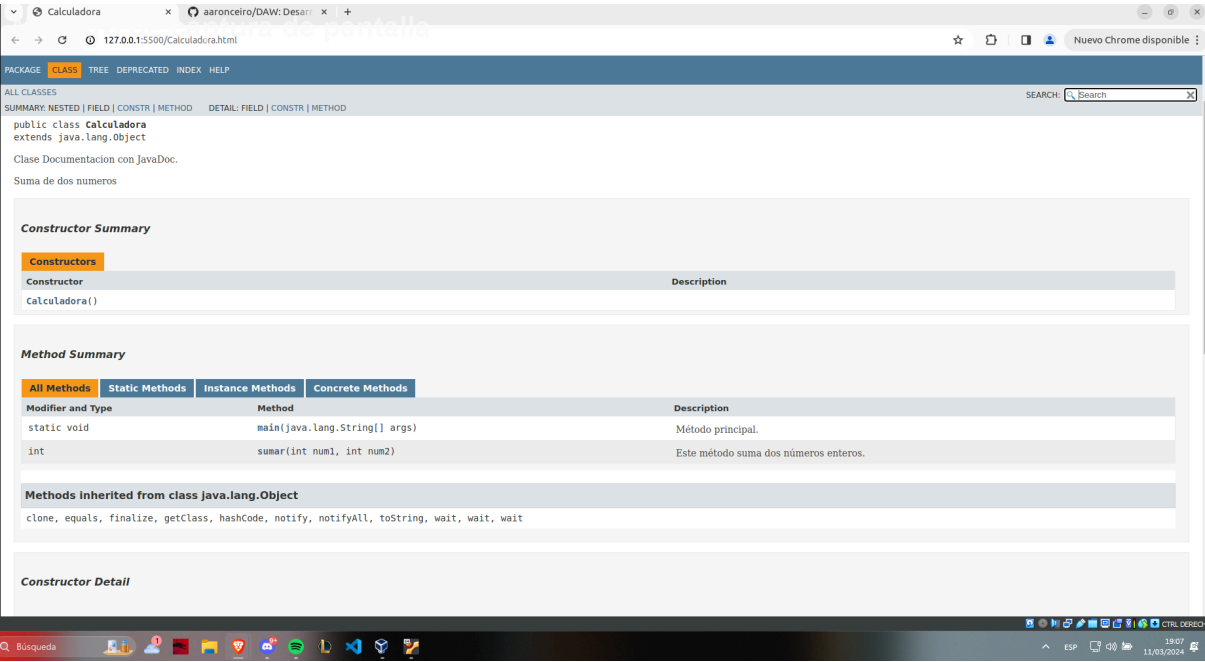 Calculadora
aaronceiro/DAW: Desarr
127.0.0.1:5500/Calculadora.html
Nuevo Chrome disponible
PACKAGE CLASS TREE DEPRECATED INDEX HELP
ALL CLASSES
SEARCH: Search
SUMMARY: NESTED | FIELD | CONSTR | METHOD DETAIL: FIELD | CONSTR | METHOD
public class Calculadora
extends java.lang.Object
Clase Documentacion con JavaDoc.
Suma de dos numeros
Constructor Summary
Constructors
Constructor Description
Calculadora()
Method Summary
All Methods Static Methods Instance Methods Concrete Methods
Modifier and Type Method Description
static void main(java.lang.String[] args) Método principal.
int sumar(int num1, int num2) Este método suma dos números enteros.
Methods inherited from class java.lang.Object
clone, equals, finalize, getClass, hashCode, notify, notifyAll, toString, wait, wait, wait
Constructor Detail
CTRL DERECH
Búsqueda
1
ESP
19:07
11/03/2024